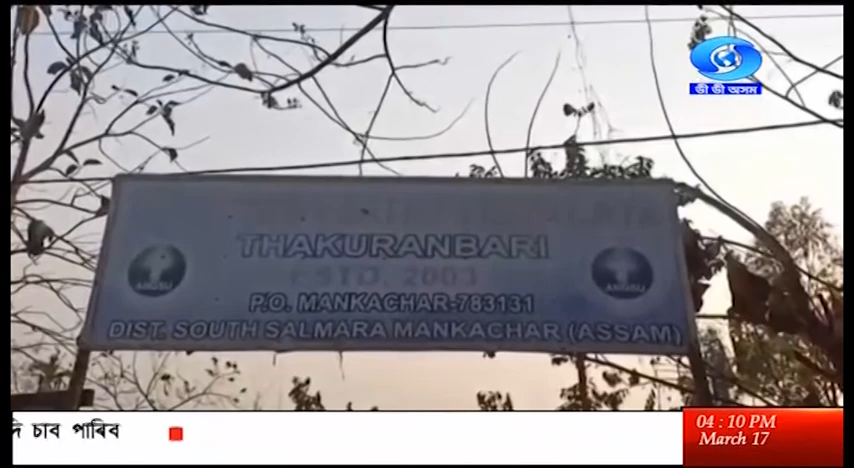 ডী ডী অসম
THAKURANBARI
ESTD. 2003
P.O. MANKACHAR-783131
DIST. SOUTH SALMARA MANKACHAR (ASSAM)
চাব পাৰিব
04:10 PM
March 17